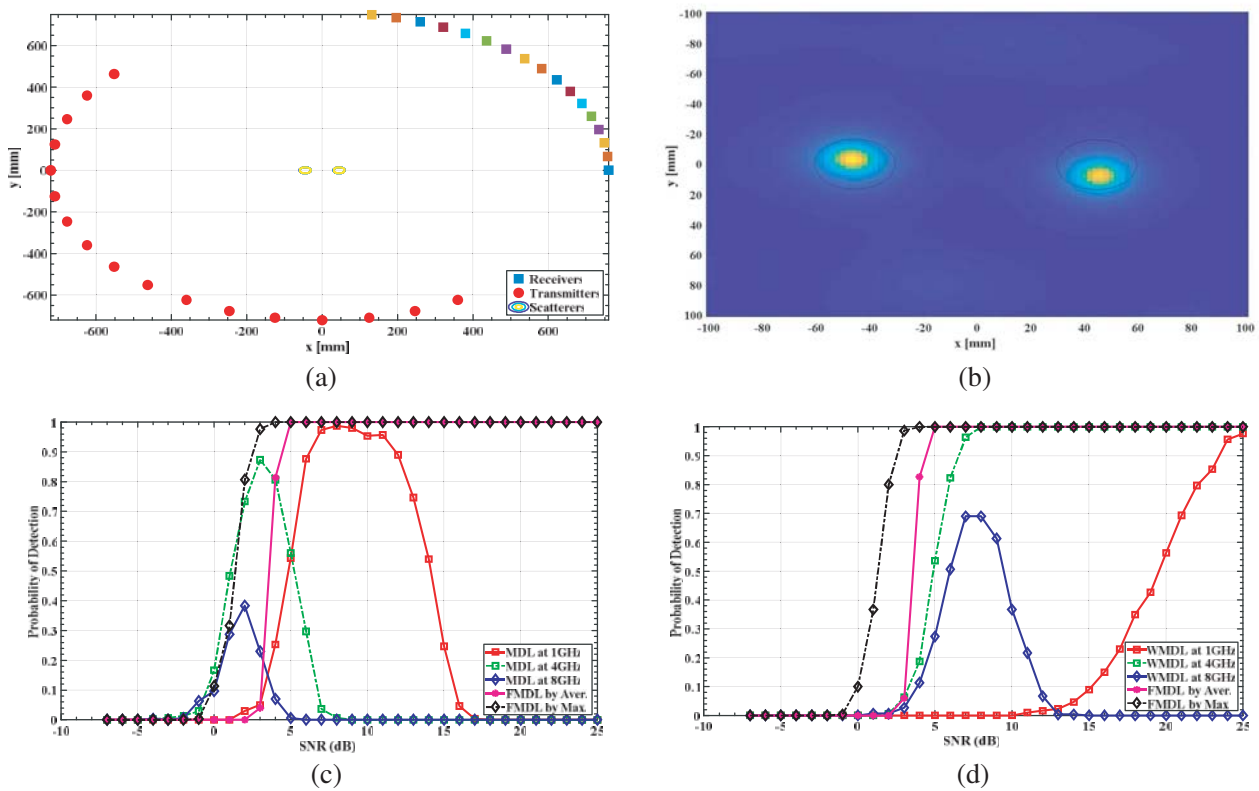 600
400
200
0
-200
-400
-600
y [mm]
-600
-400
-200
0
200
400
600
x [mm]
Receivers
Transmitters
Scatterers
(a)
-100
-80
-60
-40
-20
0
20
40
60
80
100
y [mm]
-100
-80
-60
-40
-20
0
20
40
60
80
100
x [mm]
(b)
1
0.9
0.8
0.7
0.6
0.5
0.4
0.3
0.2
0.1
0
Probability of Detection
-10
-5
0
5
10
15
20
25
SNR (dB)
MDL at 1GHz
MDL at 4GHz
MDL at 8GHz
FMDL by Aver.
FMDL by Max
(c)
1
0.9
0.8
0.7
0.6
0.5
0.4
0.3
0.2
0.1
0
Probability of Detection
-10
-5
0
5
10
15
20
25
SNR (dB)
WMDL at 1GHz
WMDL at 4GHz
WMDL at 8GHz
FMDL by Aver.
FMDL by Max
(d)